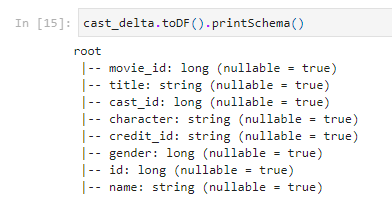 In [15]: cast_delta.toDF().printSchema()
root
|-- movie_id: long (nullable = true)
|-- title: string (nullable = true)
|-- cast_id: long (nullable = true)
|-- character: string (nullable = true)
|-- credit_id: string (nullable = true)
|-- gender: long (nullable = true)
|-- id: long (nullable = true)
|-- name: string (nullable = true)